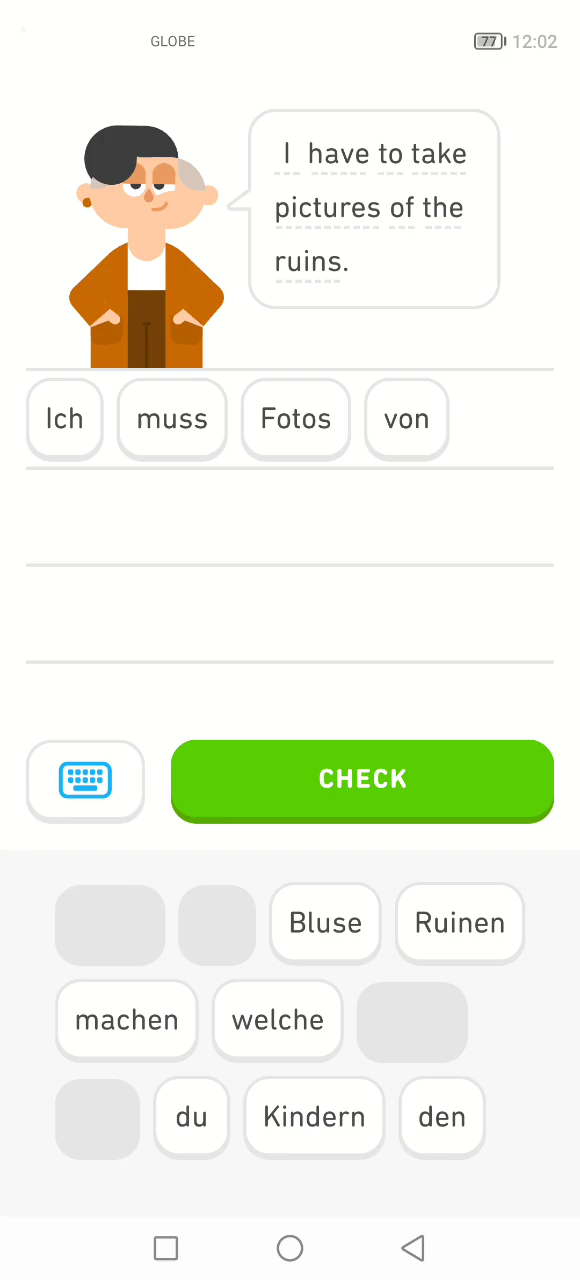 GLOBE 77 12:02
I have to take
pictures of the
ruins.
Ich muss Fotos von
CHECK
Bluse Ruinen
machen welche
du Kindern den